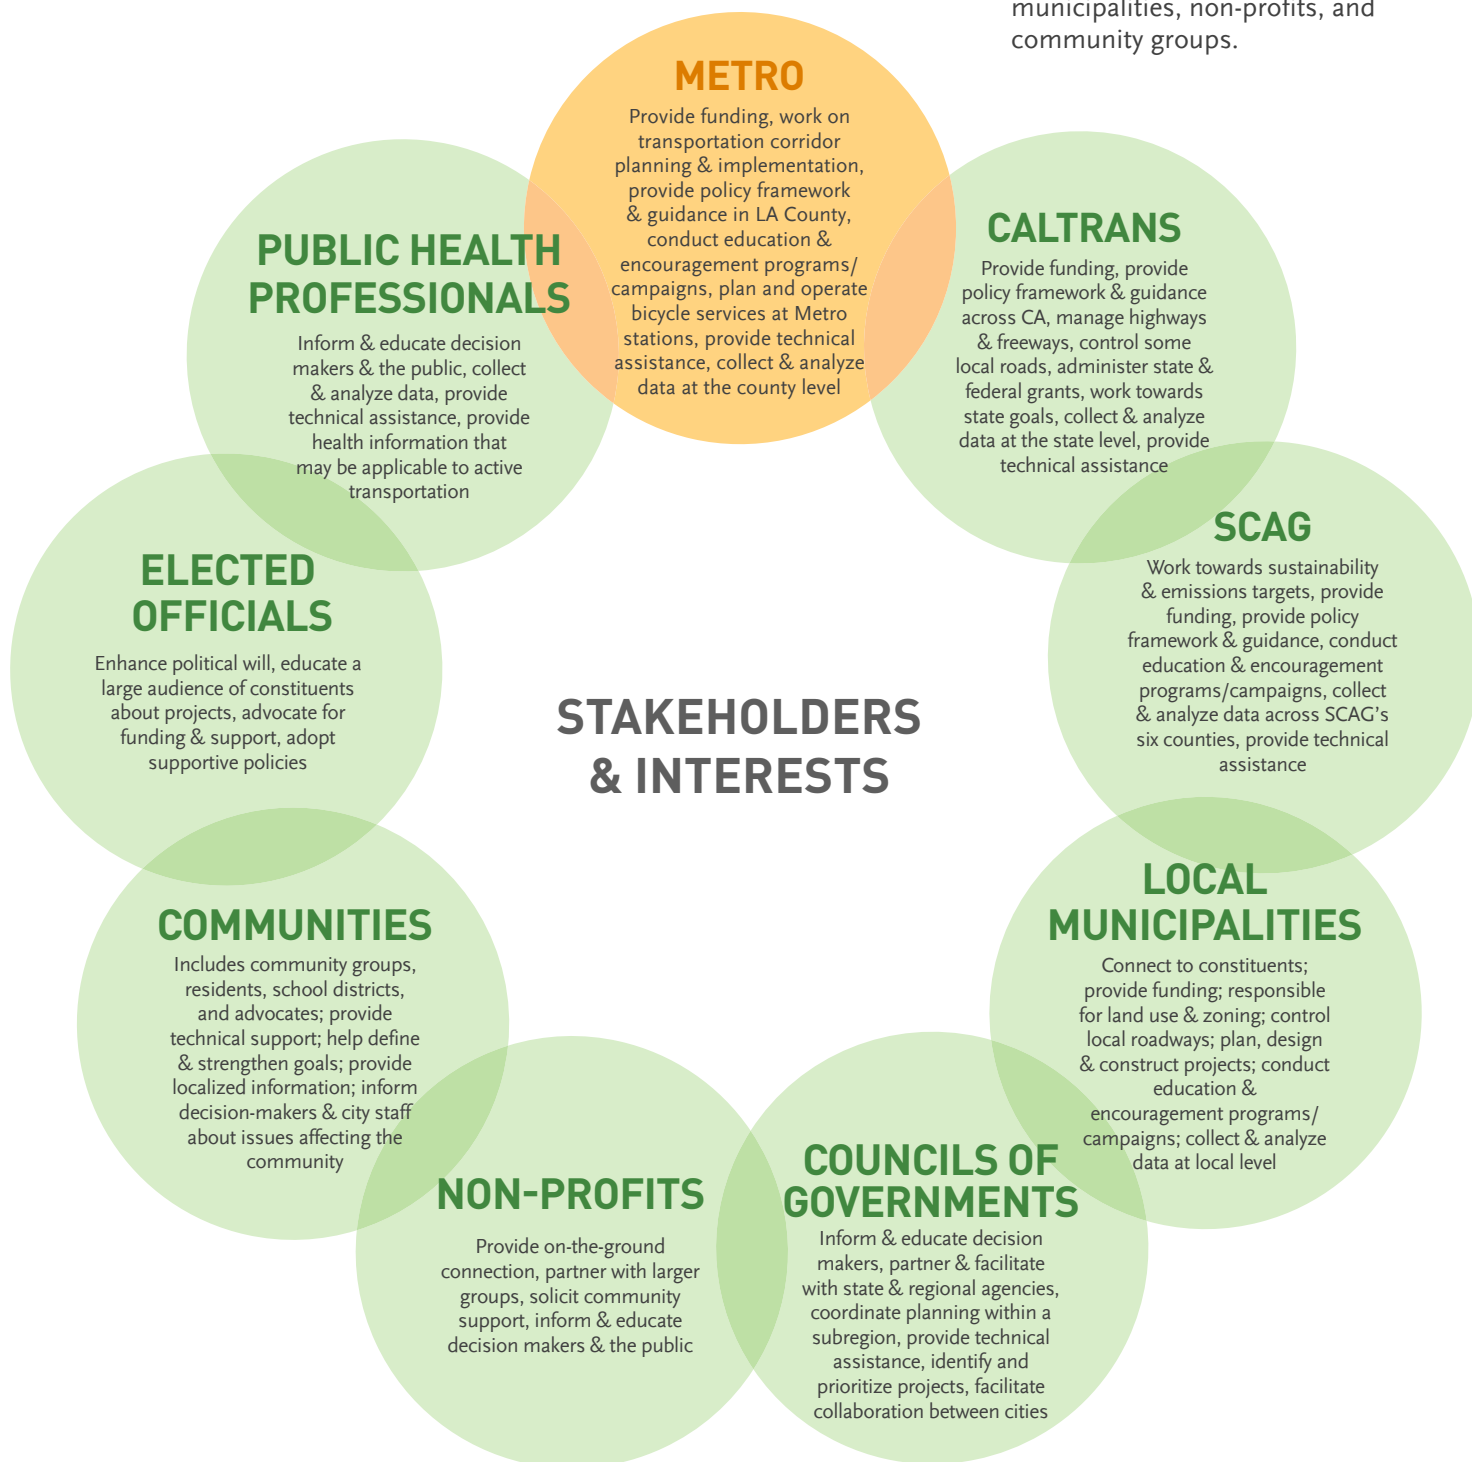 municipalities, non-profits, and
community groups.
METRO
Provide funding, work on
transportation corridor
planning & implementation,
provide policy framework
& guidance in LA County,
conduct education &
encouragement programs/
campaigns, plan and operate
bicycle services at Metro
stations, provide technical
assistance, collect & analyze
data at the county level
CALTRANS
Provide funding, provide
policy framework & guidance
across CA, manage highways
& freeways, control some
local roads, administer state &
federal grants, work towards
state goals, collect & analyze
data at the state level, provide
technical assistance
SCAG
Work towards sustainability
& emissions targets, provide
funding, provide policy
framework & guidance, conduct
education & encouragement
programs/campaigns, collect
& analyze data across SCAG's
six counties, provide technical
assistance
LOCAL
MUNICIPALITIES
Connect to constituents;
provide funding; responsible
for land use & zoning; control
local roadways; plan, design
& construct projects; conduct
education &
encouragement programs/
campaigns; collect & analyze
data at local level
COUNCILS OF
GOVERNMENTS
Inform & educate decision
makers, partner & facilitate
with state & regional agencies,
coordinate planning within a
subregion, provide technical
assistance, identify and
prioritize projects, facilitate
collaboration between cities
NON-PROFITS
Provide on-the-ground
connection, partner with larger
groups, solicit community
support, inform & educate
decision makers & the public
COMMUNITIES
Includes community groups,
residents, school districts,
and advocates; provide
technical support; help define
& strengthen goals; provide
localized information; inform
decision-makers & city staff
about issues affecting the
community
ELECTED
OFFICIALS
Enhance political will, educate a
large audience of constituents
about projects, advocate for
funding & support, adopt
supportive policies
PUBLIC HEALTH
PROFESSIONALS
Inform & educate decision
makers & the public, collect
& analyze data, provide
technical assistance, provide
health information that
may be applicable to active
transportation
STAKEHOLDERS
& INTERESTS